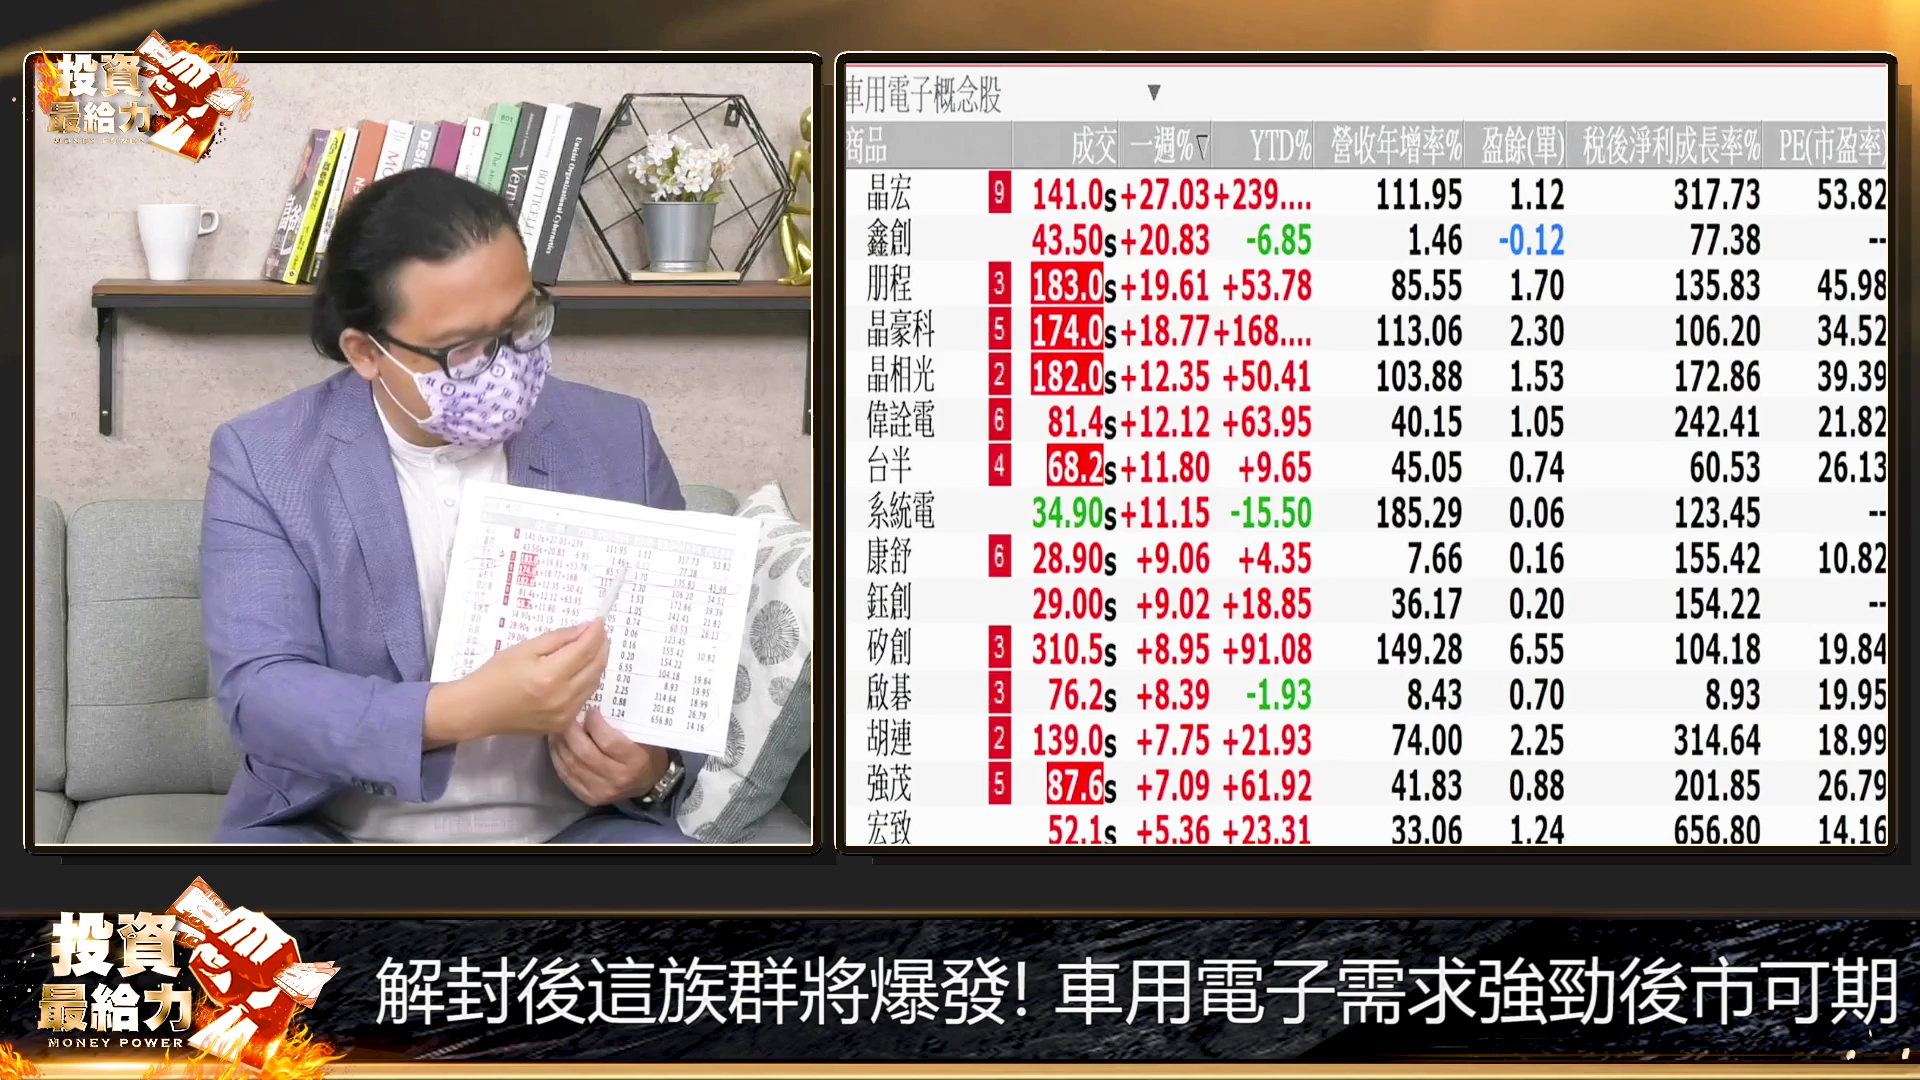 投資
最給力
MONEY POWER
車用電子概念股 ▼
商品 成交 一週%▽ YTD% 營收年增率% 盈餘(單) 稅後淨利成長率% PE(市盈率)
晶宏 9 141.0s +27.03 +239.... 111.95 1.12 317.73 53.82
鑫創 43.50s +20.83 -6.85 1.46 -0.12 77.38 --
朋程 3 183.0s +19.61 +53.78 85.55 1.70 135.83 45.98
晶豪科 5 174.0s +18.77 +168.... 113.06 2.30 106.20 34.52
晶相光 2 182.0s +12.35 +50.41 103.88 1.53 172.86 39.39
偉詮電 6 81.4s +12.12 +63.95 40.15 1.05 242.41 21.82
台半 4 68.2s +11.80 +9.65 45.05 0.74 60.53 26.13
系統電 34.90s +11.15 -15.50 185.29 0.06 123.45 --
康舒 6 28.90s +9.06 +4.35 7.66 0.16 155.42 10.82
鈺創 29.00s +9.02 +18.85 36.17 0.20 154.22 --
矽創 3 310.5s +8.95 +91.08 149.28 6.55 104.18 19.84
啟碁 3 76.2s +8.39 -1.93 8.43 0.70 8.93 19.95
胡連 2 139.0s +7.75 +21.93 74.00 2.25 314.64 18.99
強茂 5 87.6s +7.09 +61.92 41.83 0.88 201.85 26.79
宏致 52.1s +5.36 +23.31 33.06 1.24 656.80 14.16
投資
最給力
MONEY POWER
解封後這族群將爆發! 車用電子需求強勁後市可期